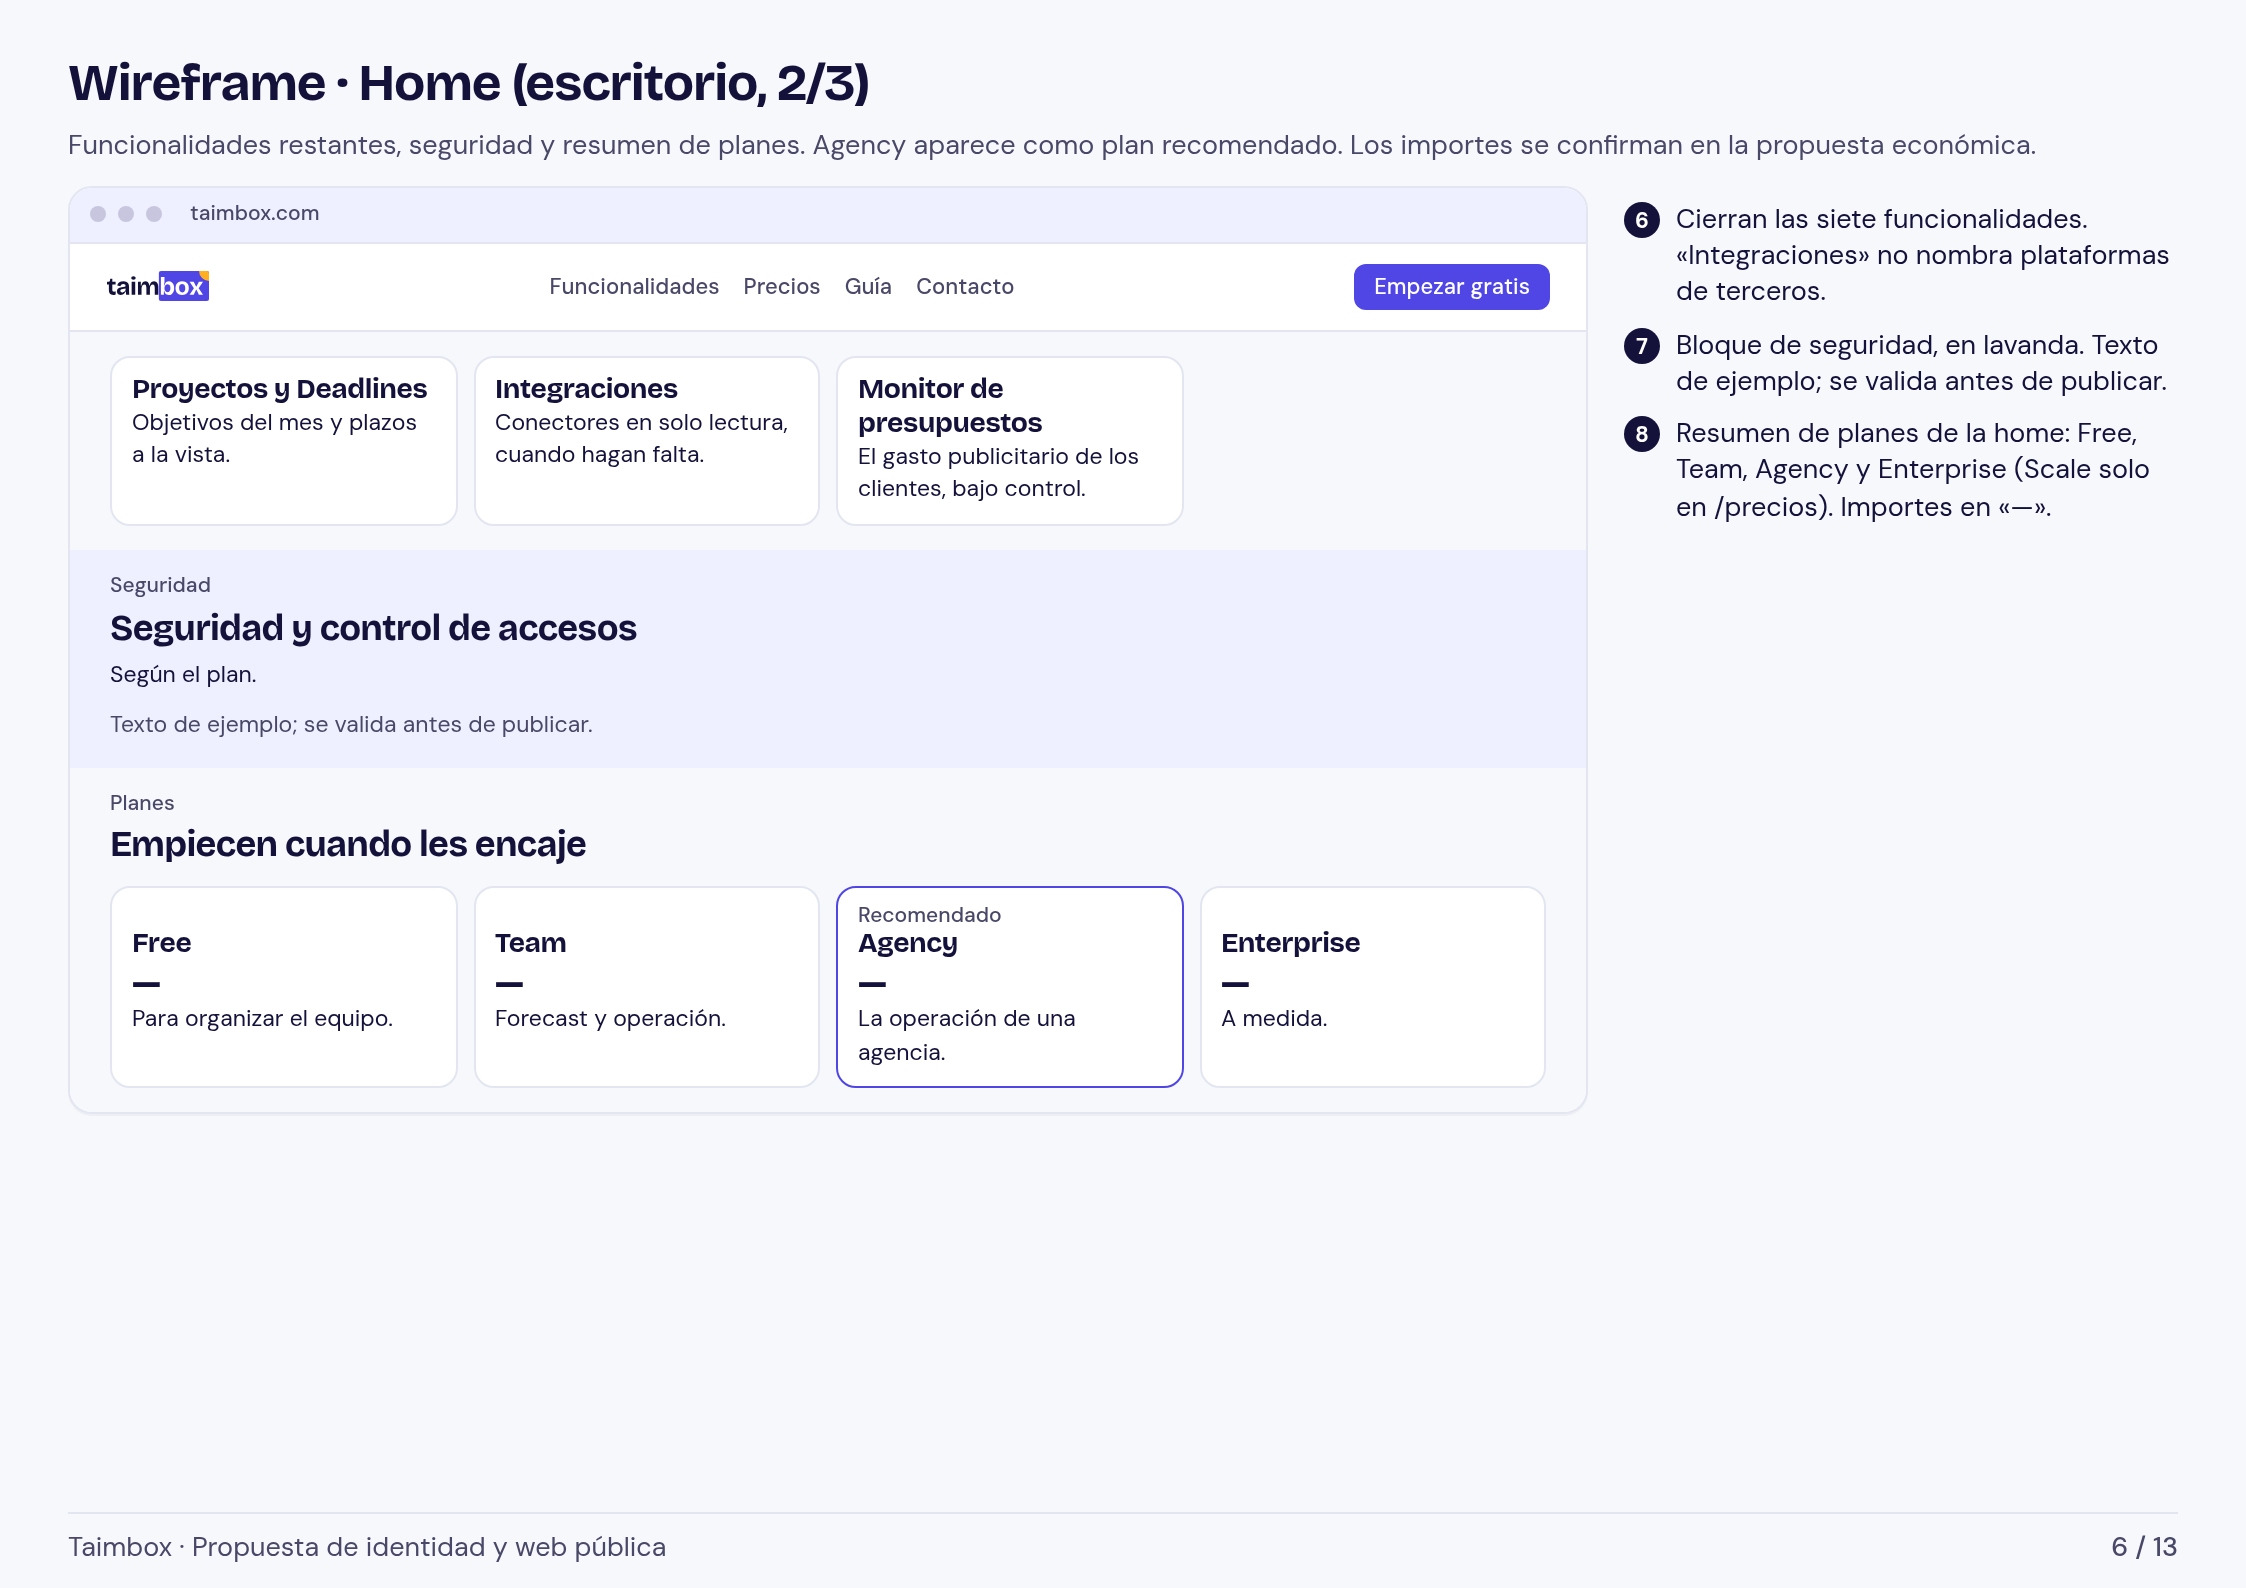 Wireframe · Home (escritorio, 2/3)
Funcionalidades restantes, seguridad y resumen de planes. Agency aparece como plan recomendado. Los importes se confirman en la propuesta económica.
taimbox.com
taimbox
Funcionalidades Precios Guía Contacto
Empezar gratis
Proyectos y Deadlines
Objetivos del mes y plazos
a la vista.
Integraciones
Conectores en solo lectura,
cuando hagan falta.
Monitor de
presupuestos
El gasto publicitario de los
clientes, bajo control.
Seguridad
Seguridad y control de accesos
Según el plan.
Texto de ejemplo; se valida antes de publicar.
Planes
Empiecen cuando les encaje
Free
—
Para organizar el equipo.
Team
—
Forecast y operación.
Recomendado
Agency
—
La operación de una
agencia.
Enterprise
—
A medida.
6 Cierran las siete funcionalidades.
«Integraciones» no nombra plataformas
de terceros.
7 Bloque de seguridad, en lavanda. Texto
de ejemplo; se valida antes de publicar.
8 Resumen de planes de la home: Free,
Team, Agency y Enterprise (Scale solo
en /precios). Importes en «—».
Taimbox · Propuesta de identidad y web pública
6 / 13